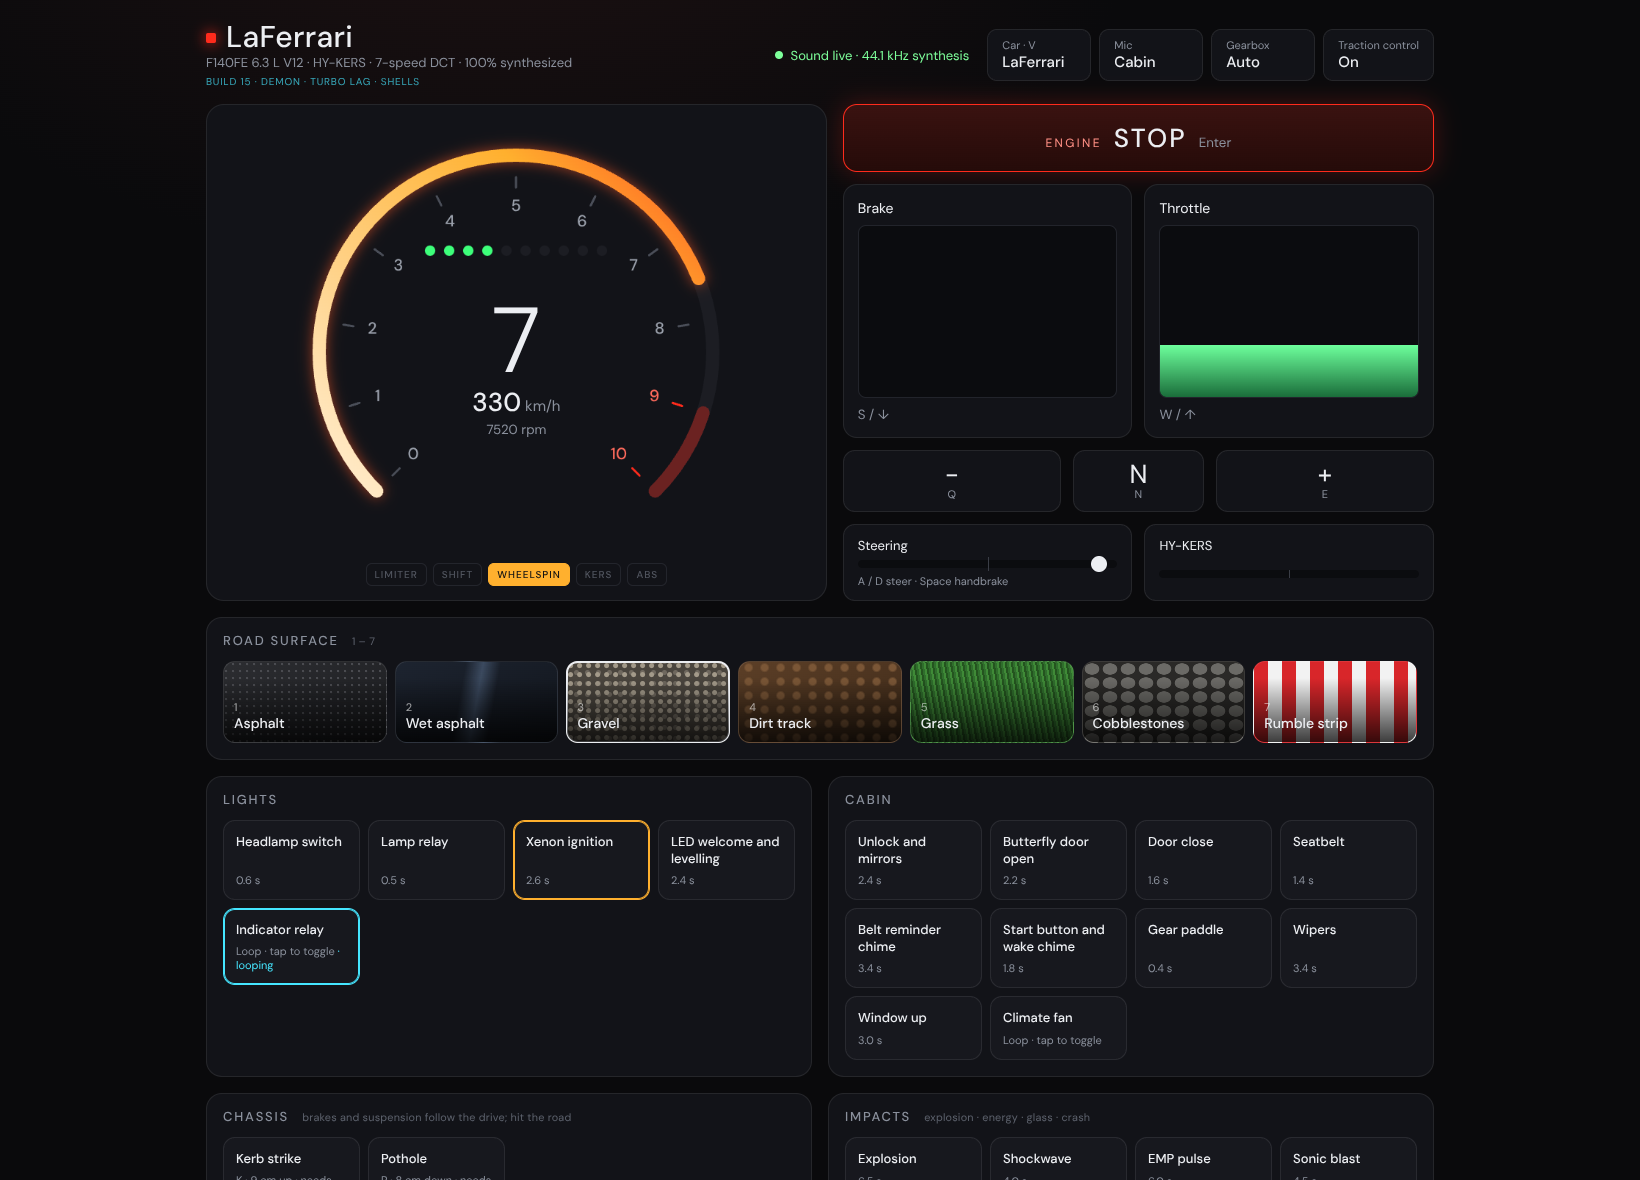 LaFerrari
F140FE 6.3 L V12 · HY-KERS · 7-speed DCT · 100% synthesized
BUILD 15 · DEMON · TURBO LAG · SHELLS
Sound live · 44.1 kHz synthesis
Car · V
LaFerrari
Mic
Cabin
Gearbox
Auto
Traction control
On
0
1
2
3
4
5
6
7
8
9
10
7
330 km/h
7520 rpm
LIMITER
SHIFT
WHEELSPIN
KERS
ABS
ENGINE STOP Enter
Brake
S / ↓
Throttle
W / ↑
−
Q
N
N
+
E
Steering
A / D steer · Space handbrake
HY-KERS
ROAD SURFACE 1 – 7
1
Asphalt
2
Wet asphalt
3
Gravel
4
Dirt track
5
Grass
6
Cobblestones
7
Rumble strip
LIGHTS
Headlamp switch
0.6 s
Lamp relay
0.5 s
Xenon ignition
2.6 s
LED welcome and
levelling
2.4 s
Indicator relay
Loop · tap to toggle ·
looping
CABIN
Unlock and
mirrors
2.4 s
Butterfly door
open
2.2 s
Door close
1.6 s
Seatbelt
1.4 s
Belt reminder
chime
3.4 s
Start button and
wake chime
1.8 s
Gear paddle
0.4 s
Wipers
3.4 s
Window up
3.0 s
Climate fan
Loop · tap to toggle
CHASSIS brakes and suspension follow the drive; hit the road
Kerb strike
Pothole
IMPACTS explosion · energy · glass · crash
Explosion
Shockwave
EMP pulse
Sonic blast